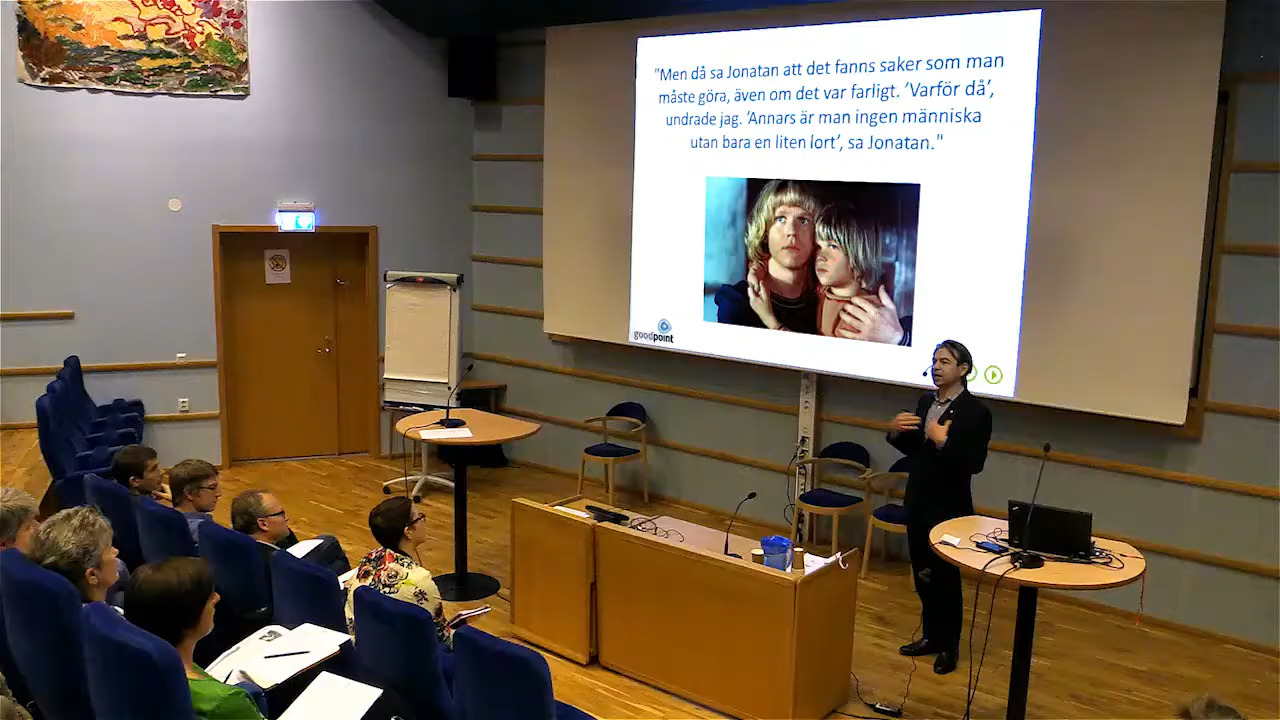 "Men då sa Jonatan att det fanns saker som man
måste göra, även om det var farligt. ’Varför då’,
undrade jag. ’Annars är man ingen människa
utan bara en liten lort’, sa Jonatan."
goodpoint